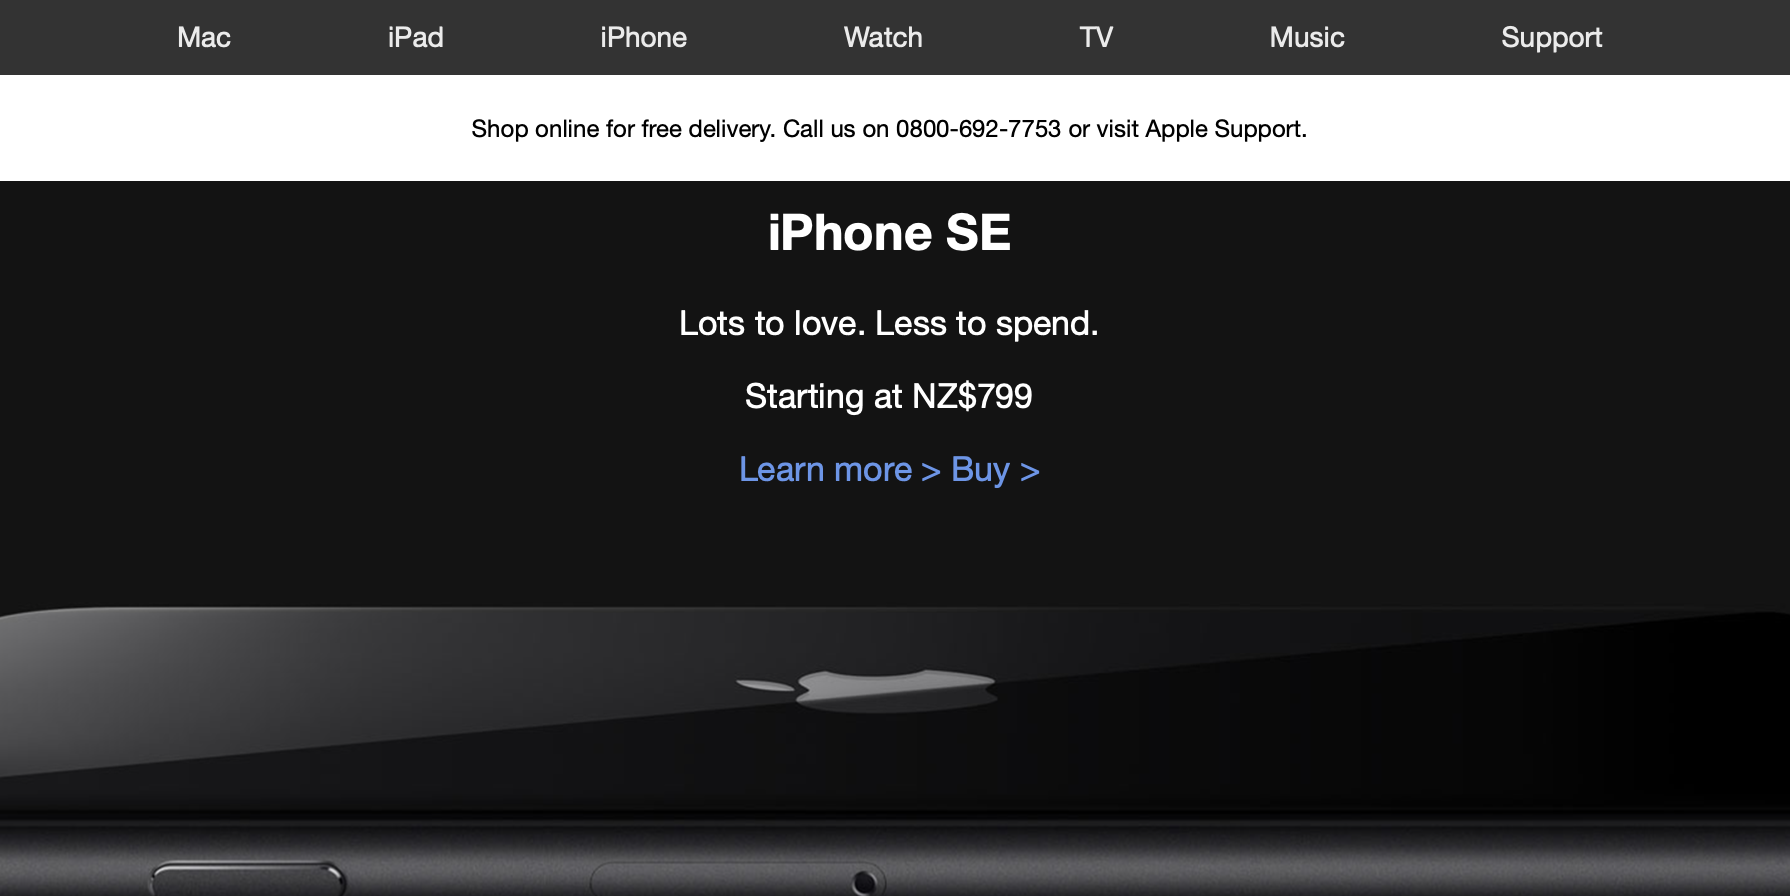 Mac iPad iPhone Watch TV Music Support
Shop online for free delivery. Call us on 0800-692-7753 or visit Apple Support.
iPhone SE
Lots to love. Less to spend.
Starting at NZ$799
Learn more > Buy >